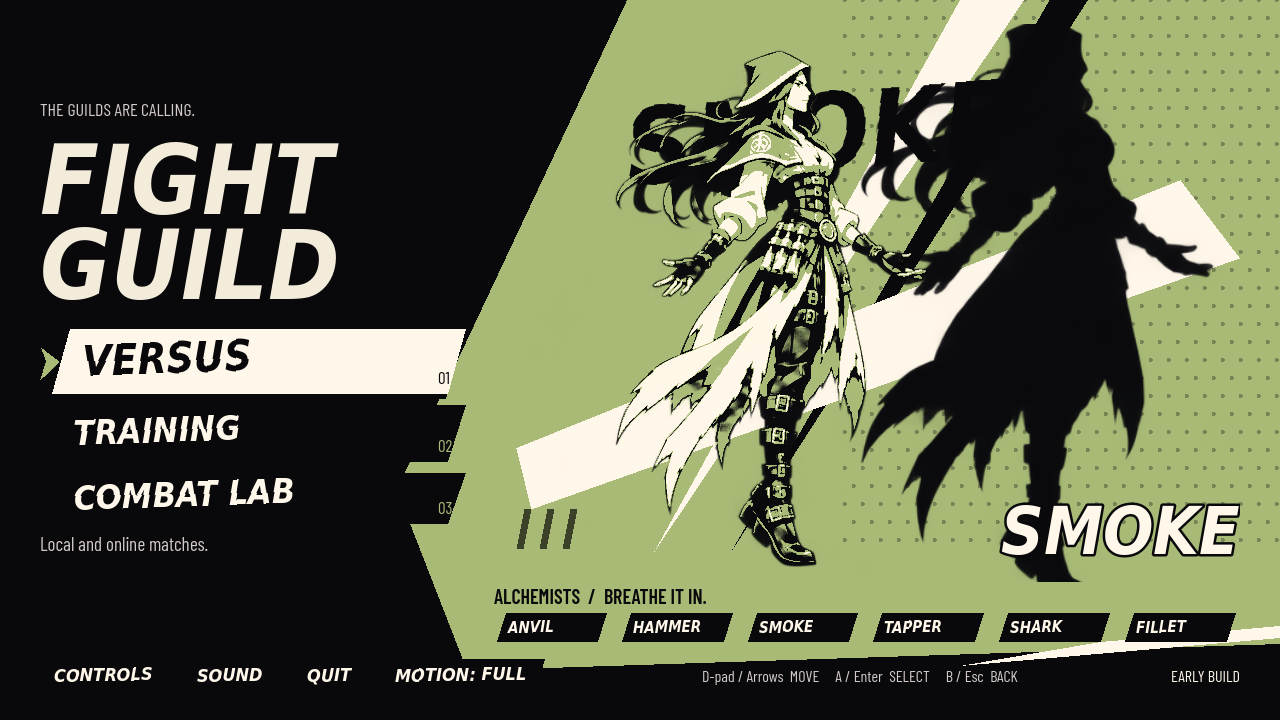 THE GUILDS ARE CALLING.
FIGHT
GUILD
VERSUS
01
TRAINING
02
COMBAT LAB
03
Local and online matches.
SMOKE
SMOKE
ALCHEMISTS / BREATHE IT IN.
ANVIL
HAMMER
SMOKE
TAPPER
SHARK
FILLET
CONTROLS
SOUND
QUIT
MOTION: FULL
D-pad / Arrows MOVE A / Enter SELECT B / Esc BACK
EARLY BUILD